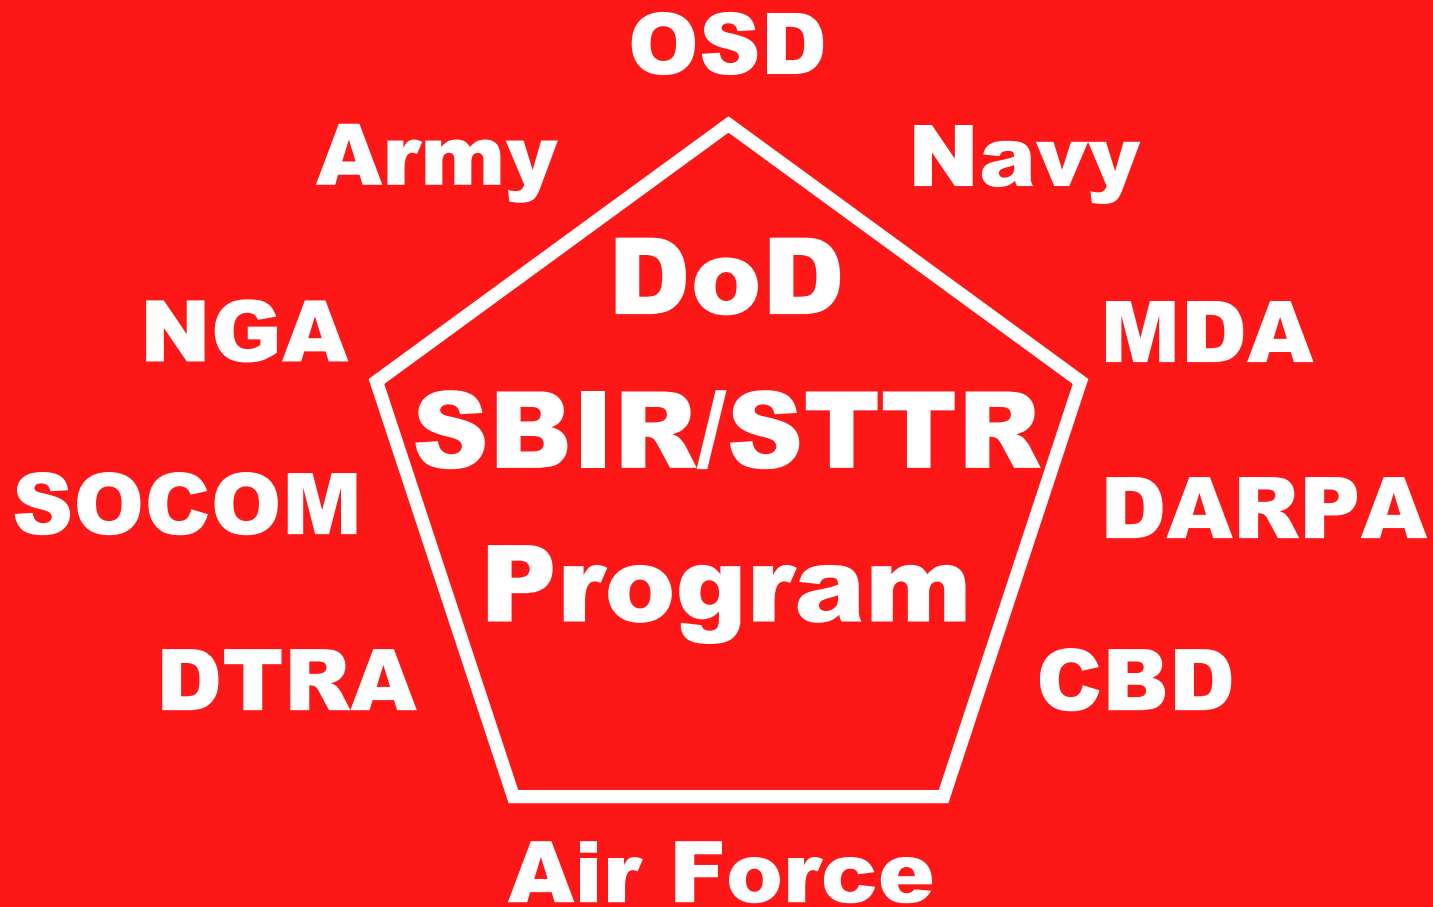 OSD
Army
Navy
DoD
NGA
MDA
SBIR/STTR
SOCOM
DARPA
Program
DTRA
CBD
Air Force